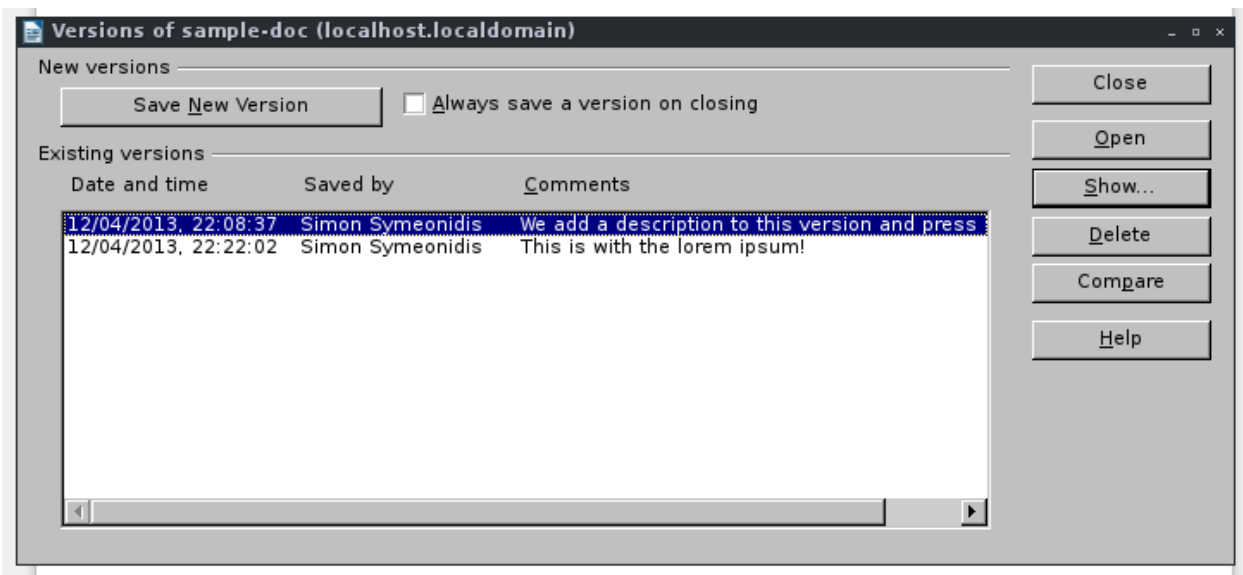 Versions of sample-doc (localhost.localdomain)
New versions
Save New Version
Always save a version on closing
Existing versions
Date and time Saved by Comments
12/04/2013, 22:08:37 Simon Symeonidis We add a description to this version and press
12/04/2013, 22:22:02 Simon Symeonidis This is with the lorem ipsum!
Close
Open
Show...
Delete
Compare
Help